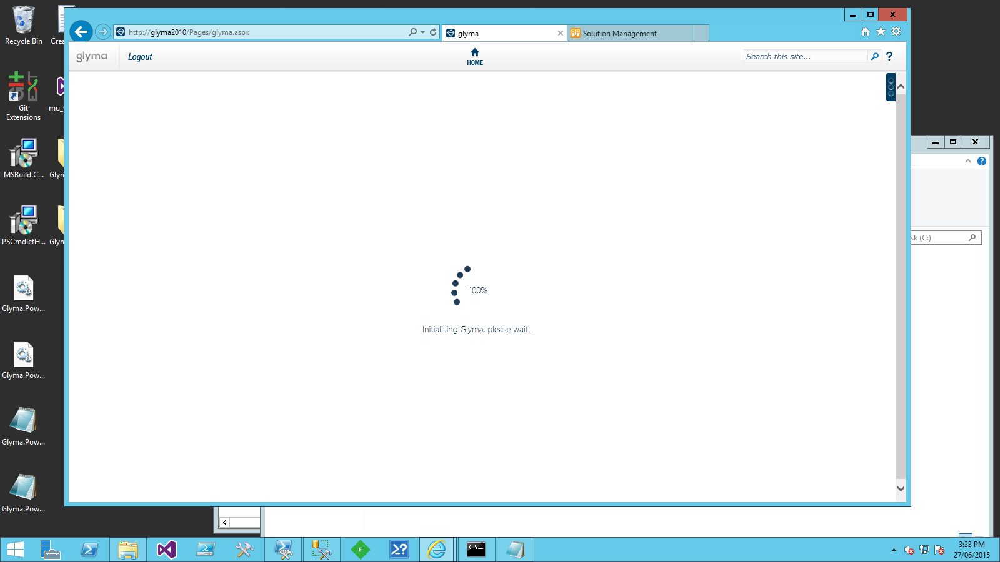 Recycle Bin
Crea
Git
Extensions
mu_
MSBuild.C...
Glyn
PSCmdletH...
Glyn
Glyma.Pow...
Glyma.Pow...
Glyma.Pow...
Glyma.Pow...
http://glyma2010/Pages/glyma.aspx
glyma
Solution Management
glyma
Logout
HOME
Search this site...
?
100%
Initialising Glyma, please wait...
sk (C:)
3:33 PM
27/06/2015